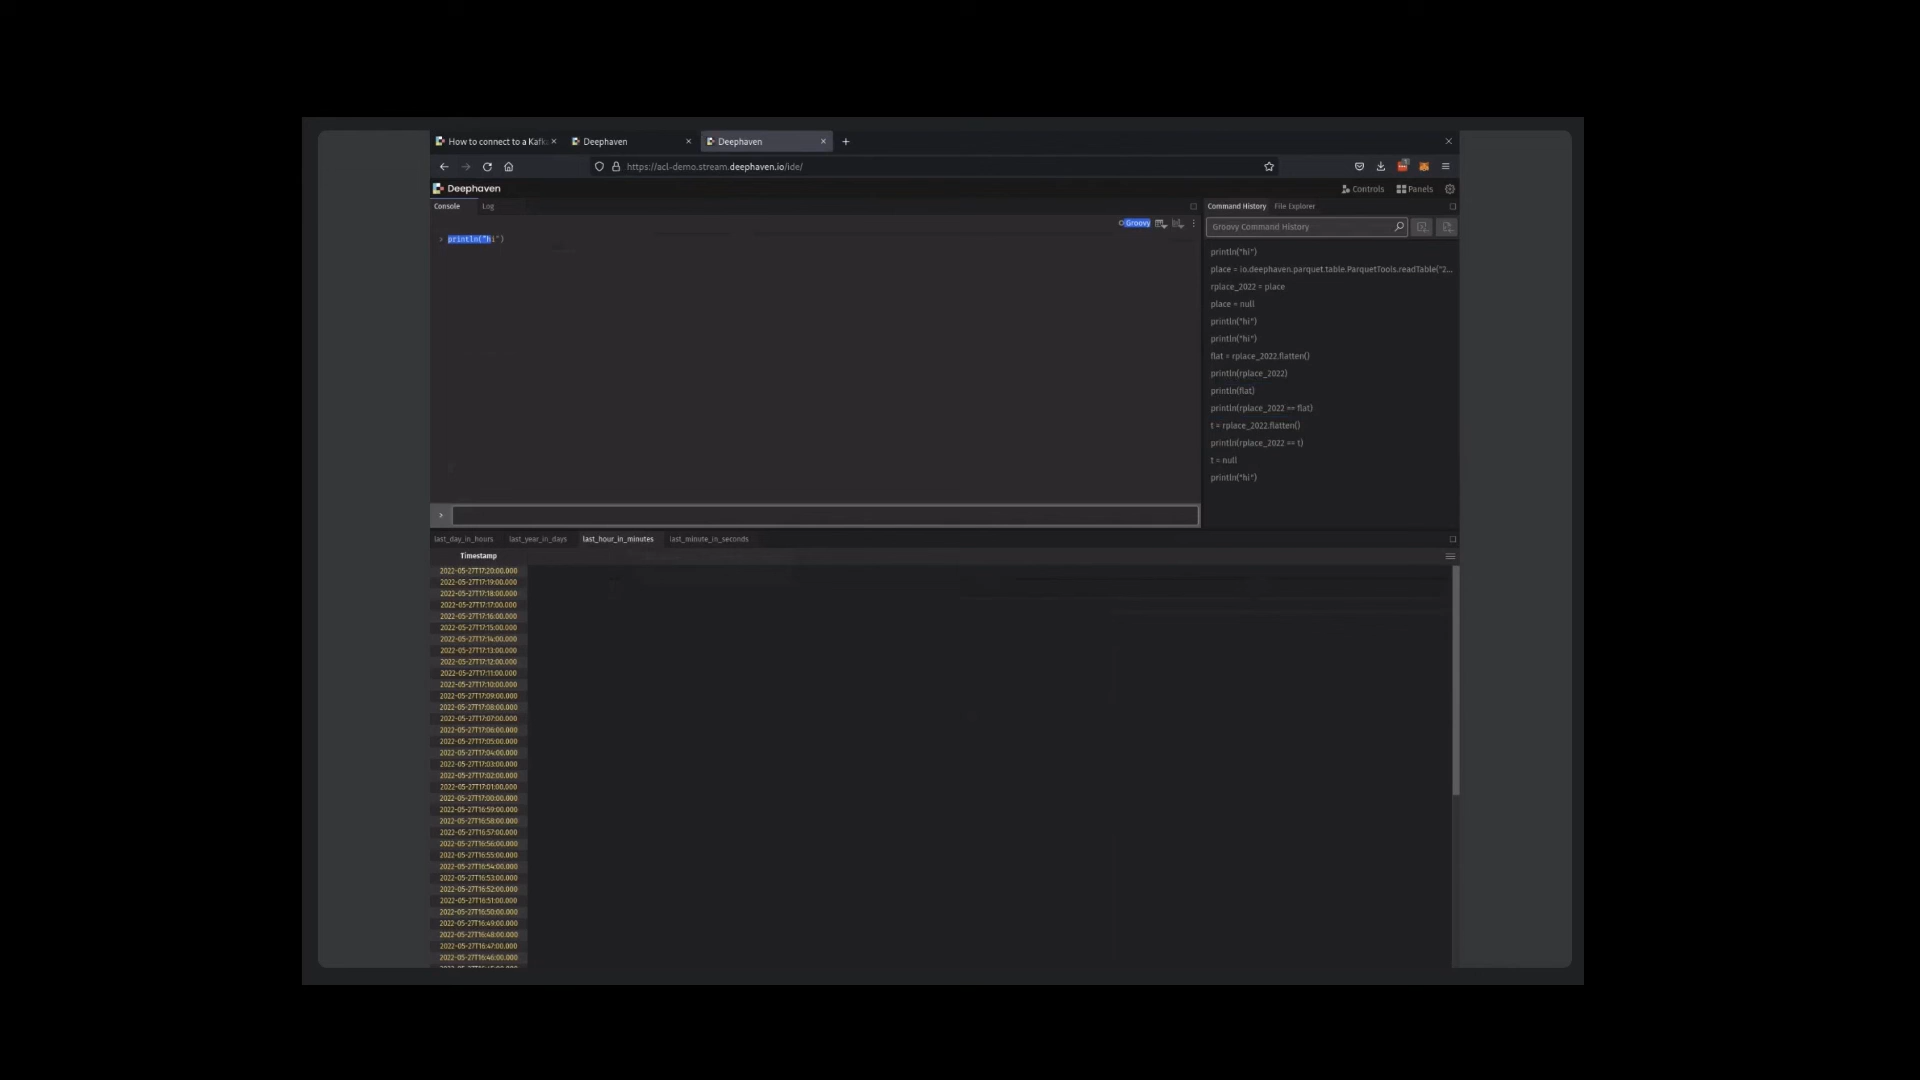 How to connect to a Kafk
Deephaven
Deephaven
https://acl-demo.stream.deephaven.io/ide/
Deephaven
Controls
Panels
Console
Log
Command History
File Explorer
Groovy
Groovy Command History
println("hi")
println("hi")
place = io.deephaven.parquet.table.ParquetTools.readTable("2...
rplace_2022 = place
place = null
println("hi")
println("hi")
flat = rplace_2022.flatten()
println(rplace_2022)
println(flat)
println(rplace_2022 == flat)
t = rplace_2022.flatten()
println(rplace_2022 == t)
t = null
println("hi")
last_day_in_hours
last_year_in_days
last_hour_in_minutes
last_minute_in_seconds
Timestamp
2022-05-27T17:20:00.000
2022-05-27T17:19:00.000
2022-05-27T17:18:00.000
2022-05-27T17:17:00.000
2022-05-27T17:16:00.000
2022-05-27T17:15:00.000
2022-05-27T17:14:00.000
2022-05-27T17:13:00.000
2022-05-27T17:12:00.000
2022-05-27T17:11:00.000
2022-05-27T17:10:00.000
2022-05-27T17:09:00.000
2022-05-27T17:08:00.000
2022-05-27T17:07:00.000
2022-05-27T17:06:00.000
2022-05-27T17:05:00.000
2022-05-27T17:04:00.000
2022-05-27T17:03:00.000
2022-05-27T17:02:00.000
2022-05-27T17:01:00.000
2022-05-27T17:00:00.000
2022-05-27T16:59:00.000
2022-05-27T16:58:00.000
2022-05-27T16:57:00.000
2022-05-27T16:56:00.000
2022-05-27T16:55:00.000
2022-05-27T16:54:00.000
2022-05-27T16:53:00.000
2022-05-27T16:52:00.000
2022-05-27T16:51:00.000
2022-05-27T16:50:00.000
2022-05-27T16:49:00.000
2022-05-27T16:48:00.000
2022-05-27T16:47:00.000
2022-05-27T16:46:00.000